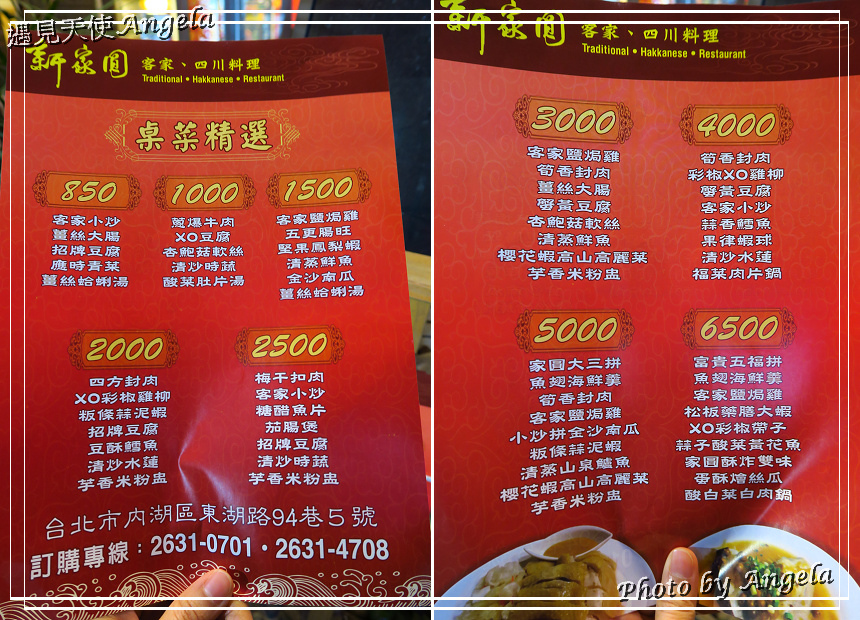 遇見天使 Angela
新家園 客家、四川料理
Traditional • Hakkanese • Restaurant
桌菜精選
850
客家小炒
薑絲大腸
招牌豆腐
應時青菜
薑絲蛤蜊湯
1000
蔥爆牛肉
XO豆腐
杏鮑菇軟絲
清炒時蔬
酸菜肚片湯
1500
客家鹽焗雞
五更腸旺
堅果鳳梨蝦
清蒸鮮魚
金沙南瓜
薑絲蛤蜊湯
2000
四方封肉
XO彩椒雞柳
粄條蒜泥蝦
招牌豆腐
豆酥鱈魚
清炒水蓮
芋香米粉盅
2500
梅干扣肉
客家小炒
糖醋魚片
茄腸煲
招牌豆腐
清炒時蔬
芋香米粉盅
台北市內湖區東湖路94巷5號
訂購專線：2631-0701・2631-4708
新家園 客家、四川料理
Traditional • Hakkanese • Restaurant
3000
客家鹽焗雞
筍香封肉
薑絲大腸
蟹黃豆腐
杏鮑菇軟絲
清蒸鮮魚
櫻花蝦高山高麗菜
芋香米粉盅
4000
筍香封肉
彩椒XO雞柳
蟹黃豆腐
客家小炒
蒜香鱈魚
果律蝦球
清炒水蓮
福菜肉片鍋
5000
家圓大三拼
魚翅海鮮羹
筍香封肉
客家鹽焗雞
小炒拼金沙南瓜
粄條蒜泥蝦
清蒸山泉鱸魚
櫻花蝦高山高麗菜
芋香米粉盅
6500
富貴五福拼
魚翅海鮮羹
客家鹽焗雞
松板藥膳大蝦
XO彩椒帶子
蒜子酸菜黃花魚
家圓酥炸雙味
蛋酥燴絲瓜
酸白菜白肉鍋
Photo by Angela